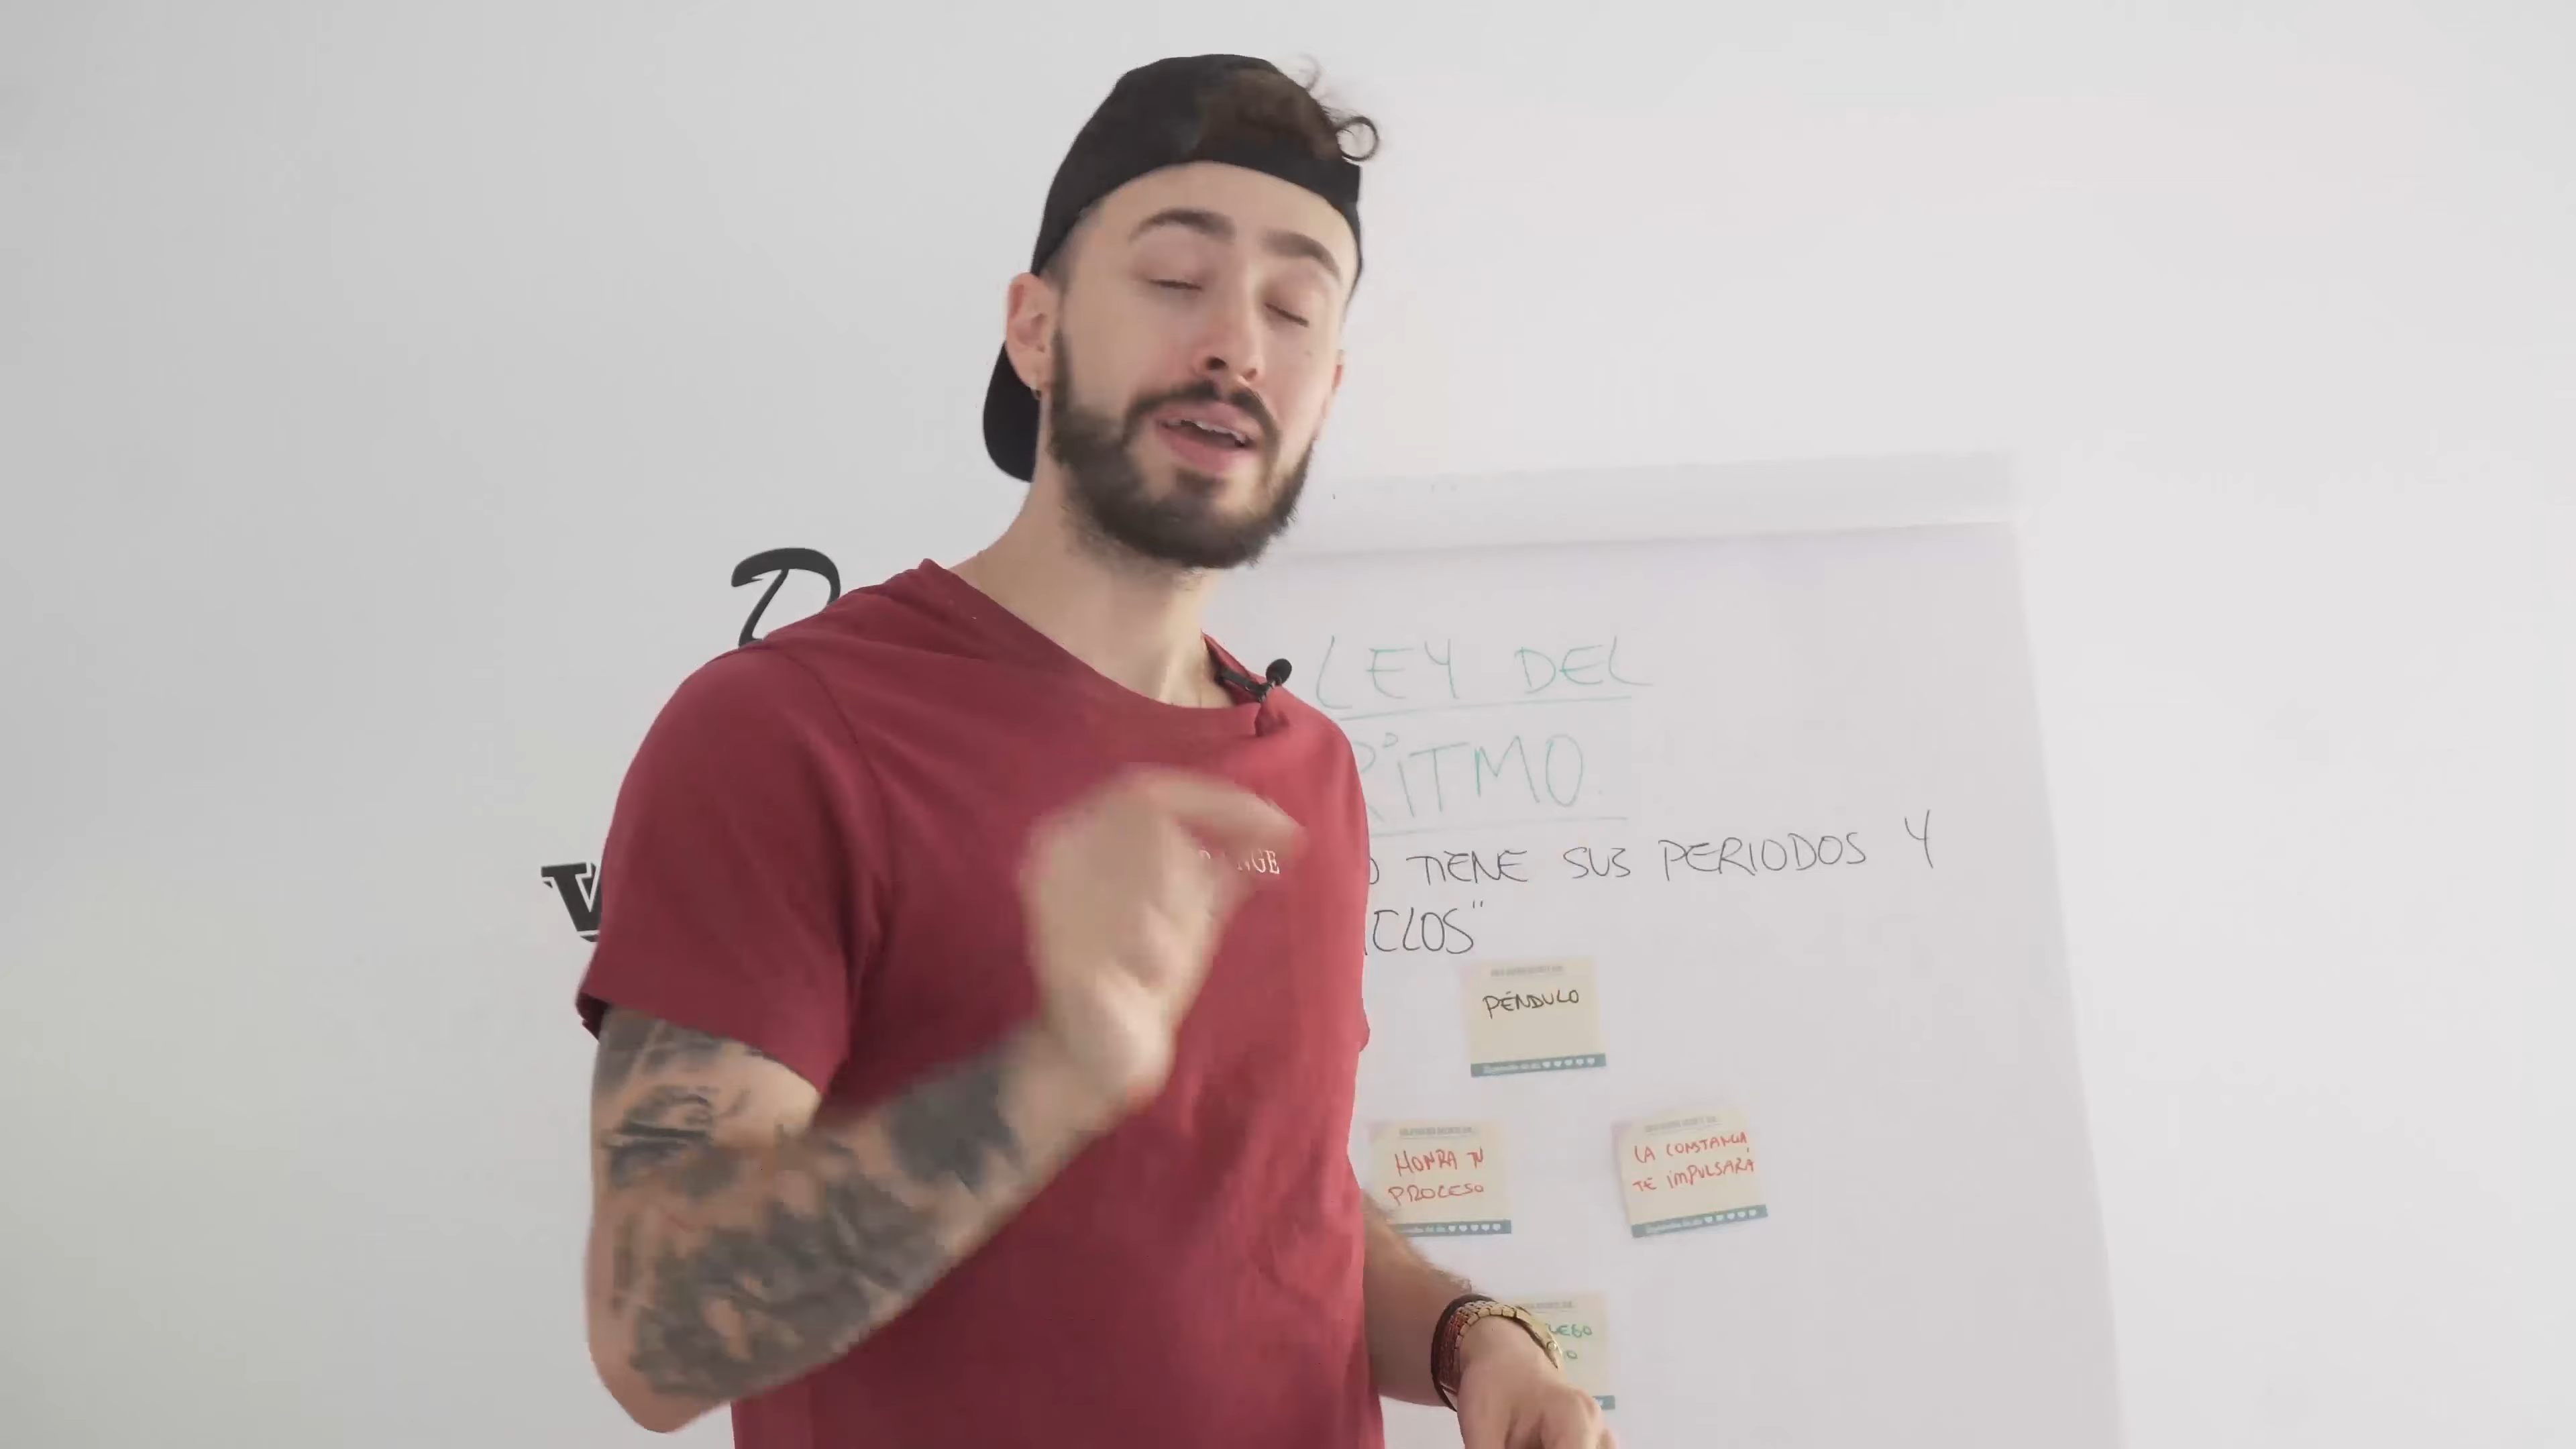 D
LEY DEL
RiTMO.
TIENE SUS PERIODOS Y
CLOS"
PÉNDULO
HONRA TU
PROCESO
LA CONSTANCIA
TE iMPULSARÁ